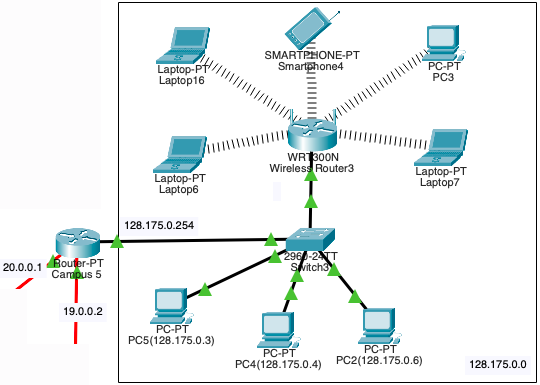 SMARTPHONE-PT
Smartphone4
Laptop-PT
Laptop16
PC-PT
PC3
WRT300N
Wireless Router3
Laptop-PT
Laptop6
Laptop-PT
Laptop7
128.175.0.254
2960-24TT
Switch3
Router-PT
Campus 5
20.0.0.1
19.0.0.2
PC-PT
PC5(128.175.0.3)
PC-PT
PC4(128.175.0.4)
PC-PT
PC2(128.175.0.6)
128.175.0.0